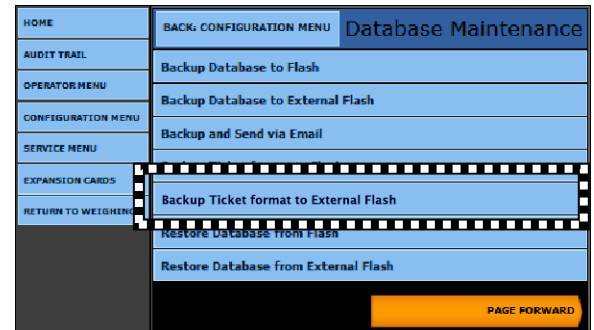 HOME
AUDIT TRAIL
OPERATOR MENU
CONFIGURATION MENU
SERVICE MENU
EXPANSION CARDS
RETURN TO WEIGHING
BACK: CONFIGURATION MENU
Database Maintenance
Backup Database to Flash
Backup Database to External Flash
Backup and Send via Email
Backup Ticket format to External Flash
Restore Database from Flash
Restore Database from External Flash
PAGE FORWARD